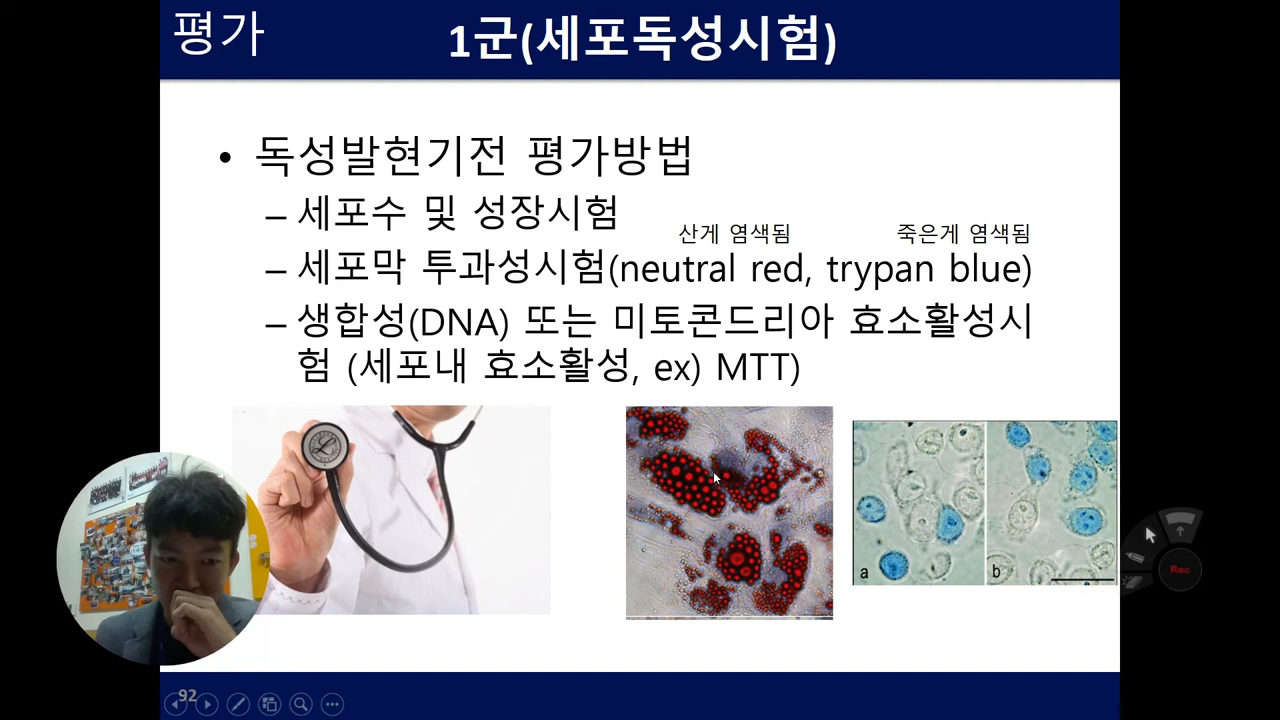 평가
1군(세포독성시험)
• 독성발현기전 평가방법
– 세포수 및 성장시험
산게 염색됨
죽은게 염색됨
– 세포막 투과성시험(neutral red, trypan blue)
– 생합성(DNA) 또는 미토콘드리아 효소활성시
험 (세포내 효소활성, ex) MTT)
a
b
Rec
92